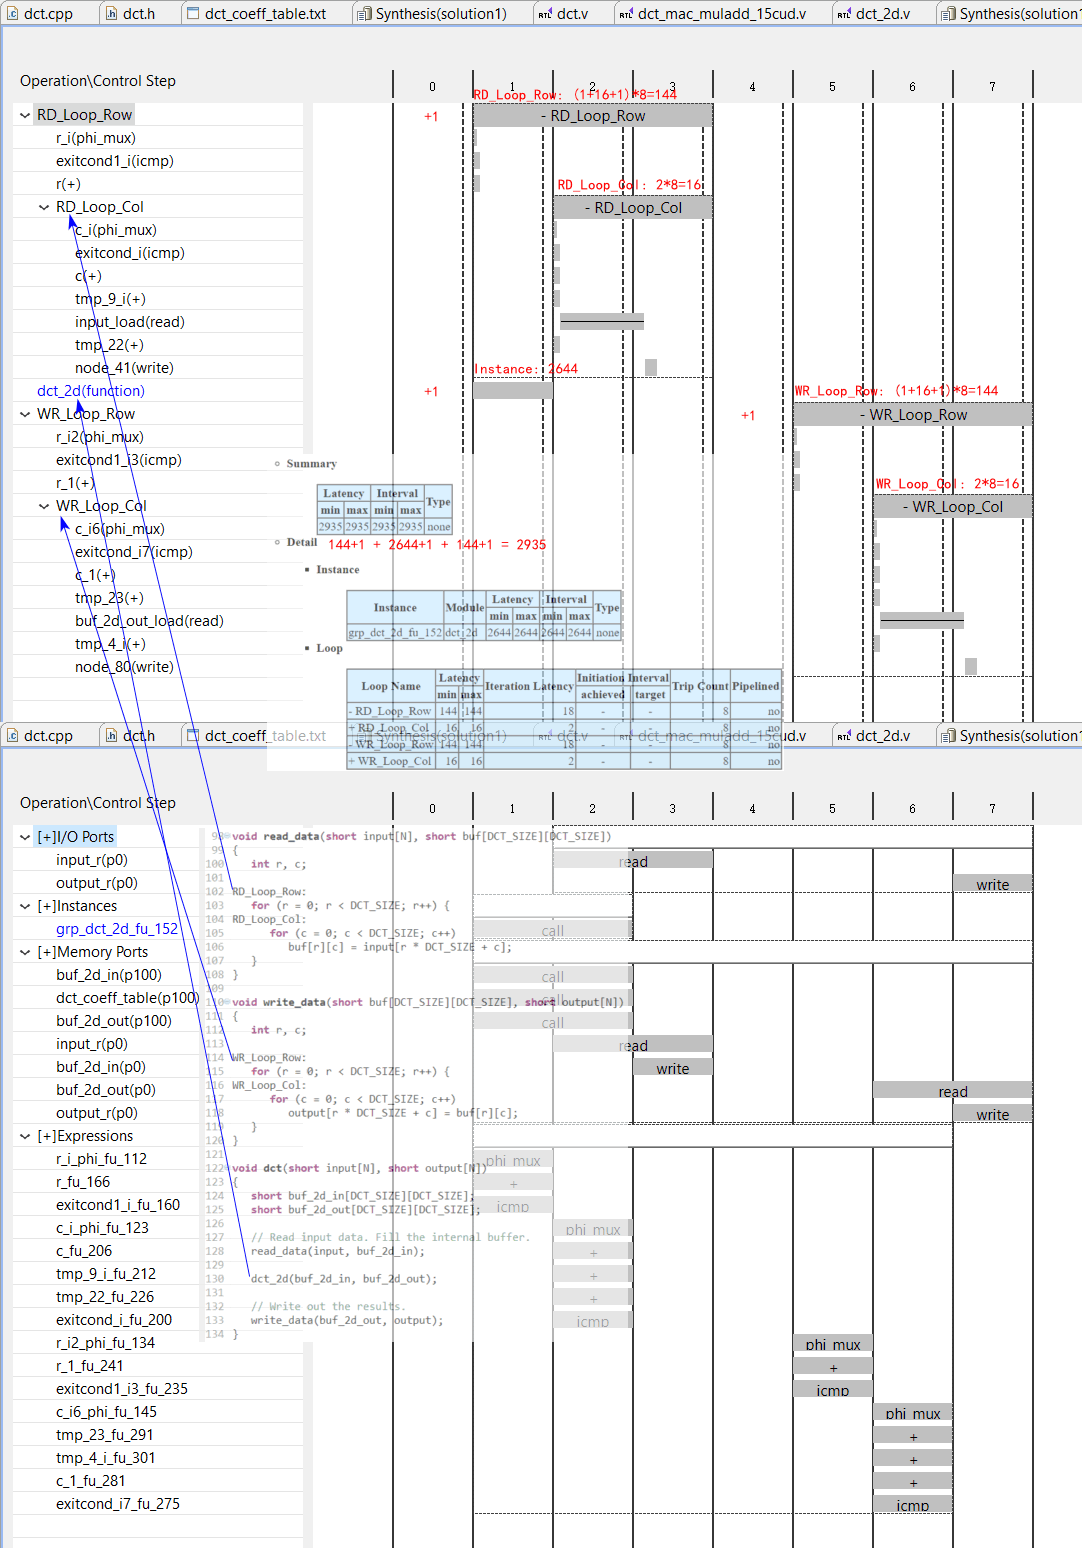 dct.cpp dct.h dct_coeff_table.txt Synthesis(solution1) dct.v dct_mac_muladd_15cud.v dct_2d.v Synthesis(solution1
Operation\Control Step 0 1 2 3 4 5 6 7
RD_Loop_Row: (1+16+1)*8=144
RD_Loop_Row +1 - RD_Loop_Row
r_i(phi_mux)
exitcond1_i(icmp)
r(+) RD_Loop_Col: 2*8=16
RD_Loop_Col - RD_Loop_Col
c_i(phi_mux)
exitcond_i(icmp)
c(+)
tmp_9_i(+)
input_load(read)
tmp_22(+)
node_41(write) Instance: 2644
dct_2d(function) +1 WR_Loop_Row: (1+16+1)*8=144
WR_Loop_Row +1 - WR_Loop_Row
r_i2(phi_mux)
exitcond1_i3(icmp)
r_1(+) WR_Loop_Col: 2*8=16
WR_Loop_Col - WR_Loop_Col
c_i6(phi_mux)
exitcond_i7(icmp)
c_1(+)
tmp_23(+)
buf_2d_out_load(read)
tmp_4_i(+)
node_80(write)
Summary
Latency Interval Type
min max min max
2935 2935 2935 2935 none
Detail 144+1 + 2644+1 + 144+1 = 2935
Instance
Instance Module Latency Interval Type
min max min max
grp_dct_2d_fu_152 dct_2d 2644 2644 2644 2644 none
Loop
Loop Name Latency Iteration Latency Initiation Interval Trip Count Pipelined
min max achieved target
- RD_Loop_Row 144 144 18 - - 8 no
+ RD_Loop_Col 16 16 2 - - 8 no
- WR_Loop_Row 144 144 18 - - 8 no
+ WR_Loop_Col 16 16 2 - - 8 no
dct.cpp dct.h dct_coeff_table.txt Synthesis(solution1) dct.v dct_mac_muladd_15cud.v dct_2d.v Synthesis(solution1
Operation\Control Step 0 1 2 3 4 5 6 7
[+]I/O Ports
input_r(p0) read
output_r(p0) write
[+]Instances
grp_dct_2d_fu_152 call
[+]Memory Ports
buf_2d_in(p100) call
dct_coeff_table(p100) call
buf_2d_out(p100) call
input_r(p0) read
buf_2d_in(p0) write
buf_2d_out(p0) read
output_r(p0) write
[+]Expressions
r_i_phi_fu_112 phi_mux
r_fu_166 +
exitcond1_i_fu_160 icmp
c_i_phi_fu_123 phi_mux
c_fu_206 +
tmp_9_i_fu_212 +
tmp_22_fu_226 +
exitcond_i_fu_200 icmp
r_i2_phi_fu_134 phi_mux
r_1_fu_241 +
exitcond1_i3_fu_235 icmp
c_i6_phi_fu_145 phi_mux
tmp_23_fu_291 +
tmp_4_i_fu_301 +
c_1_fu_281 +
exitcond_i7_fu_275 icmp
98 void read_data(short input[N], short buf[DCT_SIZE][DCT_SIZE])
99 {
100 int r, c;
101
102 RD_Loop_Row:
103 for (r = 0; r < DCT_SIZE; r++) {
104 RD_Loop_Col:
105 for (c = 0; c < DCT_SIZE; c++)
106 buf[r][c] = input[r * DCT_SIZE + c];
107 }
108 }
109
110 void write_data(short buf[DCT_SIZE][DCT_SIZE], short output[N])
111 {
112 int r, c;
113
114 WR_Loop_Row:
115 for (r = 0; r < DCT_SIZE; r++) {
116 WR_Loop_Col:
117 for (c = 0; c < DCT_SIZE; c++)
118 output[r * DCT_SIZE + c] = buf[r][c];
119 }
120 }
121
122 void dct(short input[N], short output[N])
123 {
124 short buf_2d_in[DCT_SIZE][DCT_SIZE];
125 short buf_2d_out[DCT_SIZE][DCT_SIZE];
126
127 // Read input data. Fill the internal buffer.
128 read_data(input, buf_2d_in);
129
130 dct_2d(buf_2d_in, buf_2d_out);
131
132 // Write out the results.
133 write_data(buf_2d_out, output);
134 }